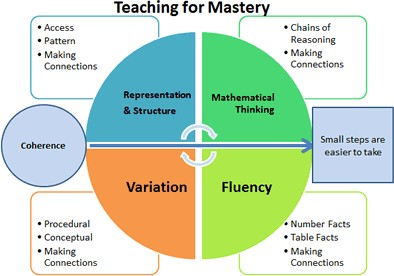 Teaching for Mastery
• Access
• Pattern
• Making
Connections
• Chains of
Reasoning
• Making
Connections
Representation
& Structure
Mathematical
Thinking
Coherence
Small steps are
easier to take
Variation
Fluency
• Procedural
• Conceptual
• Making
Connections
• Number Facts
• Table Facts
• Making
Connections